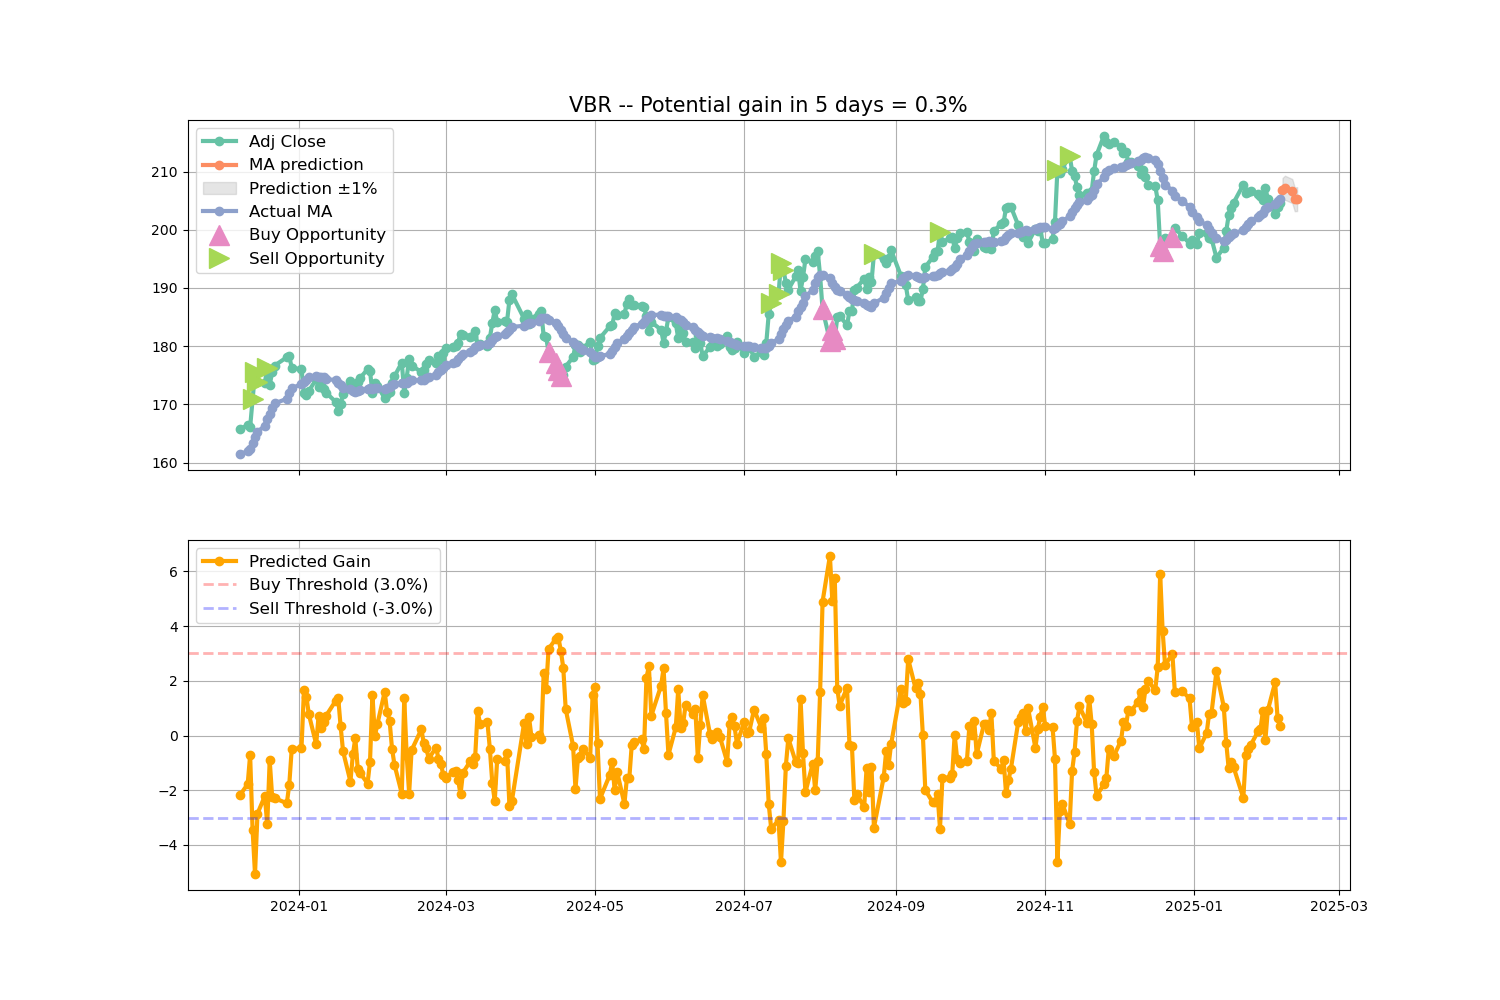 VBR -- Potential gain in 5 days = 0.3%
Adj Close
MA prediction
Prediction ±1%
Actual MA
Buy Opportunity
Sell Opportunity
210
200
190
180
170
160
Predicted Gain
Buy Threshold (3.0%)
Sell Threshold (-3.0%)
6
4
2
0
−2
−4
2024-01 2024-03 2024-05 2024-07 2024-09 2024-11 2025-01 2025-03